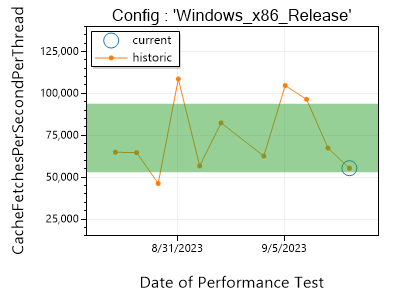 Config : 'Windows_x86_Release'
current
historic
CacheFetchesPerSecondPerThread
125,000
100,000
75,000
50,000
25,000
8/31/2023
9/5/2023
Date of Performance Test